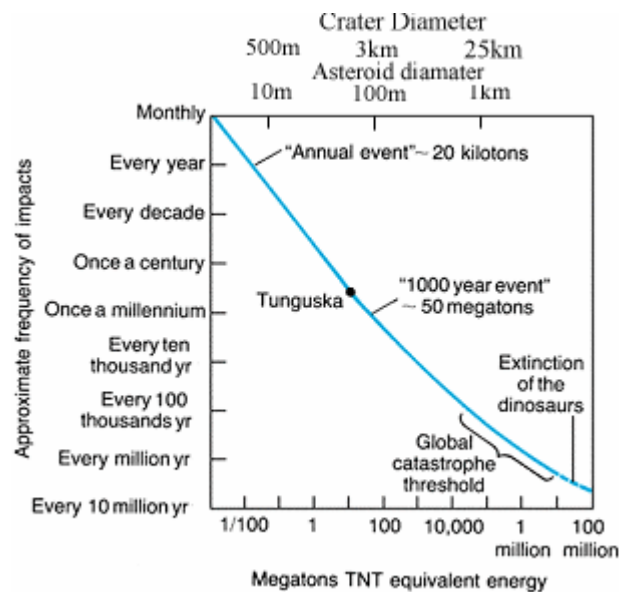 Crater Diameter
500m 3km 25km
Asteroid diamater
10m 100m 1km
Monthly
"Annual event"~ 20 kilotons
Every year
Every decade
Once a century
Tunguska
"1000 year event"
~ 50 megatons
Once a millennium
Every ten
thousand yr
Extinction
of the
dinosaurs
Every 100
thousands yr
Global
catastrophe
threshold
Every million yr
Every 10 million yr
Approximate frequency of impacts
1/100 1 100 10,000 1 100
million million
Megatons TNT equivalent energy